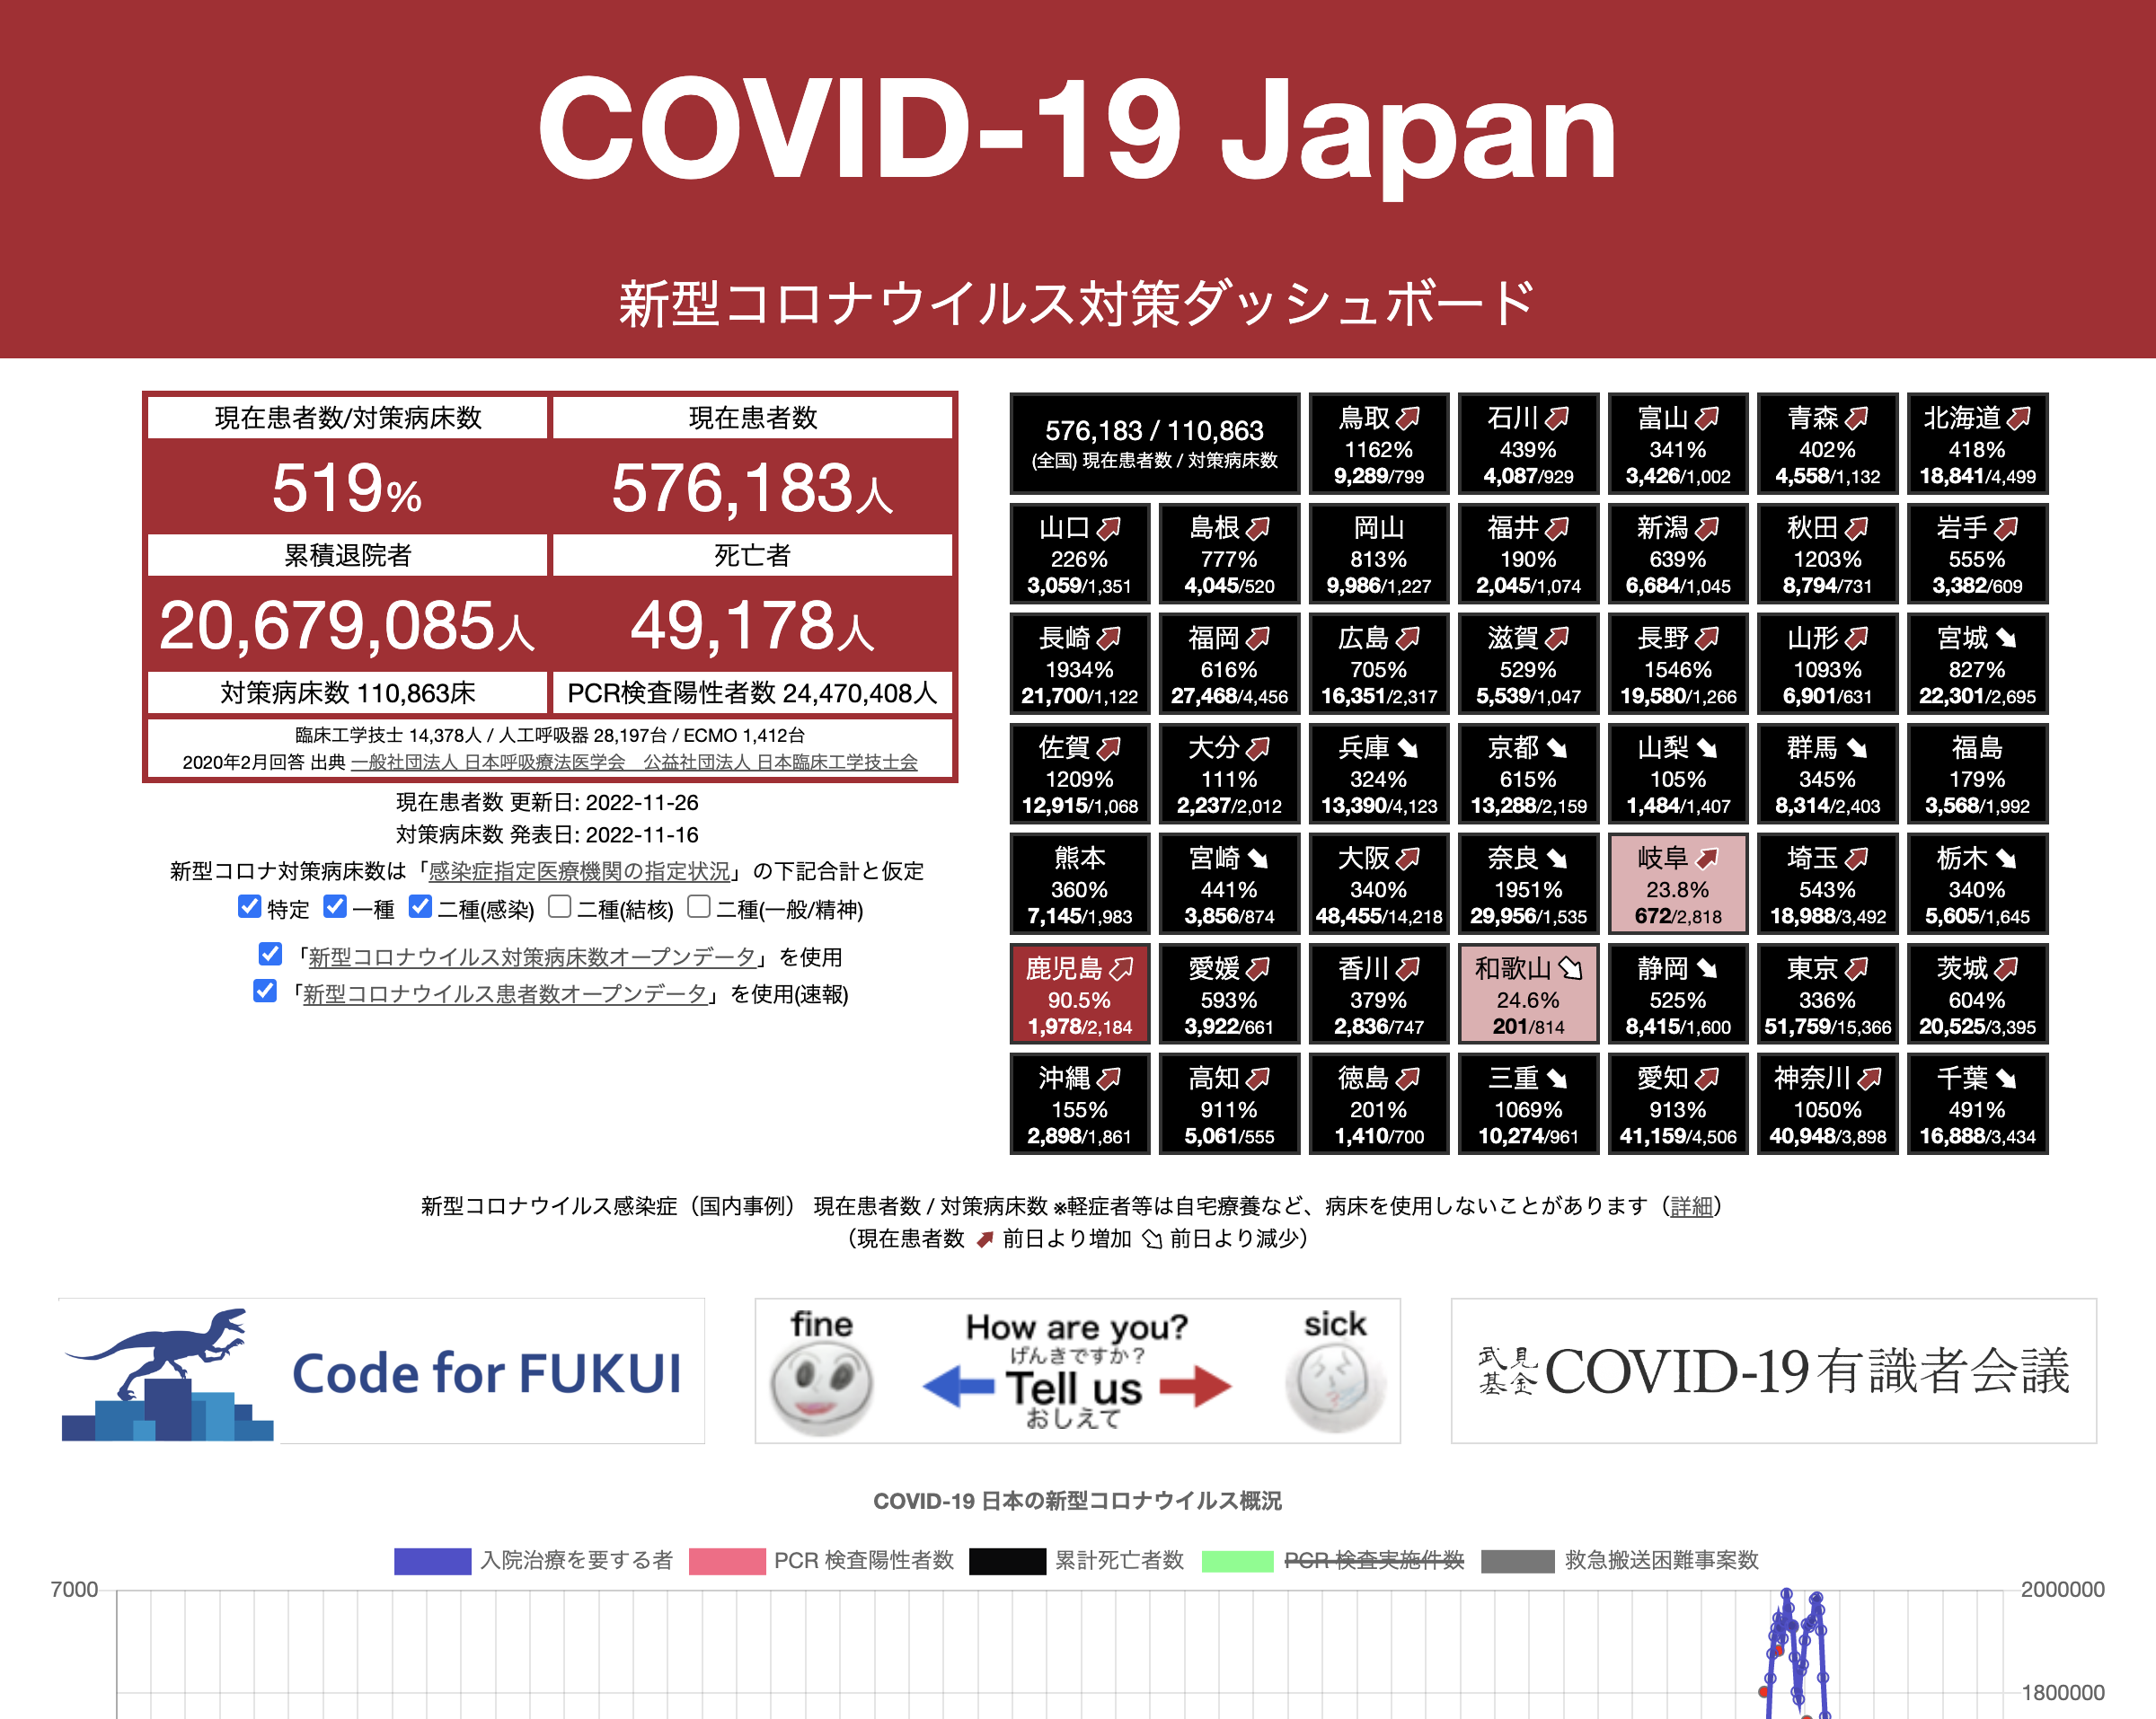 COVID-19 Japan
新型コロナウイルス対策ダッシュボード
現在患者数/対策病床数
現在患者数
519%
576,183人
累積退院者
死亡者
20,679,085人
49,178人
対策病床数 110,863床
PCR検査陽性者数 24,470,408人
臨床工学技士 14,378人 / 人工呼吸器 28,197台 / ECMO 1,412台
2020年2月回答 出典 一般社団法人 日本呼吸療法医学会　公益社団法人 日本臨床工学技士会
現在患者数 更新日: 2022-11-26
対策病床数 発表日: 2022-11-16
新型コロナ対策病床数は「感染症指定医療機関の指定状況」の下記合計と仮定
特定 一種 二種(感染) 二種(結核) 二種(一般/精神)
「新型コロナウイルス対策病床数オープンデータ」を使用
「新型コロナウイルス患者数オープンデータ」を使用(速報)
576,183 / 110,863
(全国) 現在患者数 / 対策病床数
鳥取
1162%
9,289/799
石川
439%
4,087/929
富山
341%
3,426/1,002
青森
402%
4,558/1,132
北海道
418%
18,841/4,499
山口
226%
3,059/1,351
島根
777%
4,045/520
岡山
813%
9,986/1,227
福井
190%
2,045/1,074
新潟
639%
6,684/1,045
秋田
1203%
8,794/731
岩手
555%
3,382/609
長崎
1934%
21,700/1,122
福岡
616%
27,468/4,456
広島
705%
16,351/2,317
滋賀
529%
5,539/1,047
長野
1546%
19,580/1,266
山形
1093%
6,901/631
宮城
827%
22,301/2,695
佐賀
1209%
12,915/1,068
大分
111%
2,237/2,012
兵庫
324%
13,390/4,123
京都
615%
13,288/2,159
山梨
105%
1,484/1,407
群馬
345%
8,314/2,403
福島
179%
3,568/1,992
熊本
360%
7,145/1,983
宮崎
441%
3,856/874
大阪
340%
48,455/14,218
奈良
1951%
29,956/1,535
岐阜
23.8%
672/2,818
埼玉
543%
18,988/3,492
栃木
340%
5,605/1,645
鹿児島
90.5%
1,978/2,184
愛媛
593%
3,922/661
香川
379%
2,836/747
和歌山
24.6%
201/814
静岡
525%
8,415/1,600
東京
336%
51,759/15,366
茨城
604%
20,525/3,395
沖縄
155%
2,898/1,861
高知
911%
5,061/555
徳島
201%
1,410/700
三重
1069%
10,274/961
愛知
913%
41,159/4,506
神奈川
1050%
40,948/3,898
千葉
491%
16,888/3,434
新型コロナウイルス感染症（国内事例） 現在患者数 / 対策病床数 ※軽症者等は自宅療養など、病床を使用しないことがあります（詳細）
（現在患者数 前日より増加 前日より減少）
Code for FUKUI
fine
How are you?
げんきですか？
Tell us
おしえて
sick
武見基金 COVID-19有識者会議
COVID-19 日本の新型コロナウイルス概況
入院治療を要する者 PCR 検査陽性者数 累計死亡者数 PCR 検査実施件数 救急搬送困難事案数
7000
2000000
1800000